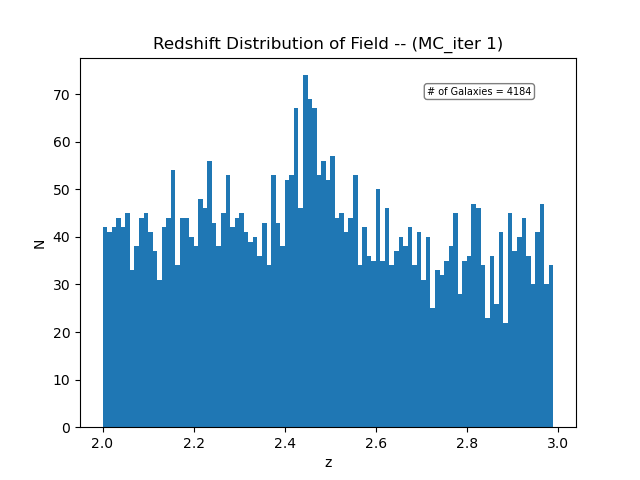 Redshift Distribution of Field -- (MC_iter 1)
# of Galaxies = 4184
70
60
50
40
30
20
10
0
N
2.0 2.2 2.4 2.6 2.8 3.0
z